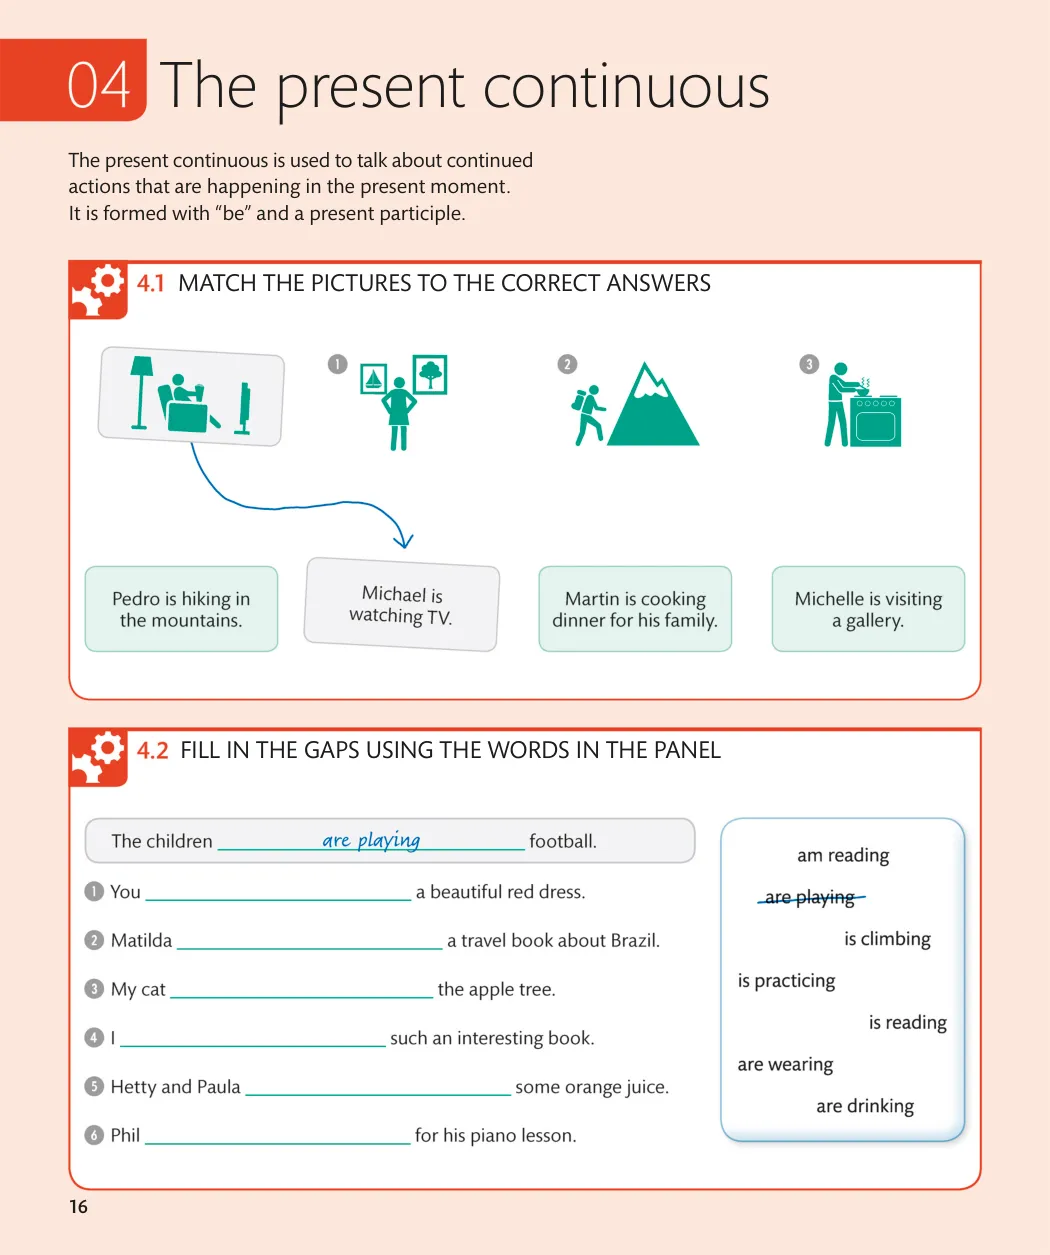 04 The present continuous
The present continuous is used to talk about continued
actions that are happening in the present moment.
It is formed with “be” and a present participle.
4.1 MATCH THE PICTURES TO THE CORRECT ANSWERS
1
2
3
Pedro is hiking in
the mountains.
Michael is
watching TV.
Martin is cooking
dinner for his family.
Michelle is visiting
a gallery.
4.2 FILL IN THE GAPS USING THE WORDS IN THE PANEL
The children are playing football.
1 You a beautiful red dress.
2 Matilda a travel book about Brazil.
3 My cat the apple tree.
4 I such an interesting book.
5 Hetty and Paula some orange juice.
6 Phil for his piano lesson.
am reading
are playing
is climbing
is practicing
is reading
are wearing
are drinking
16